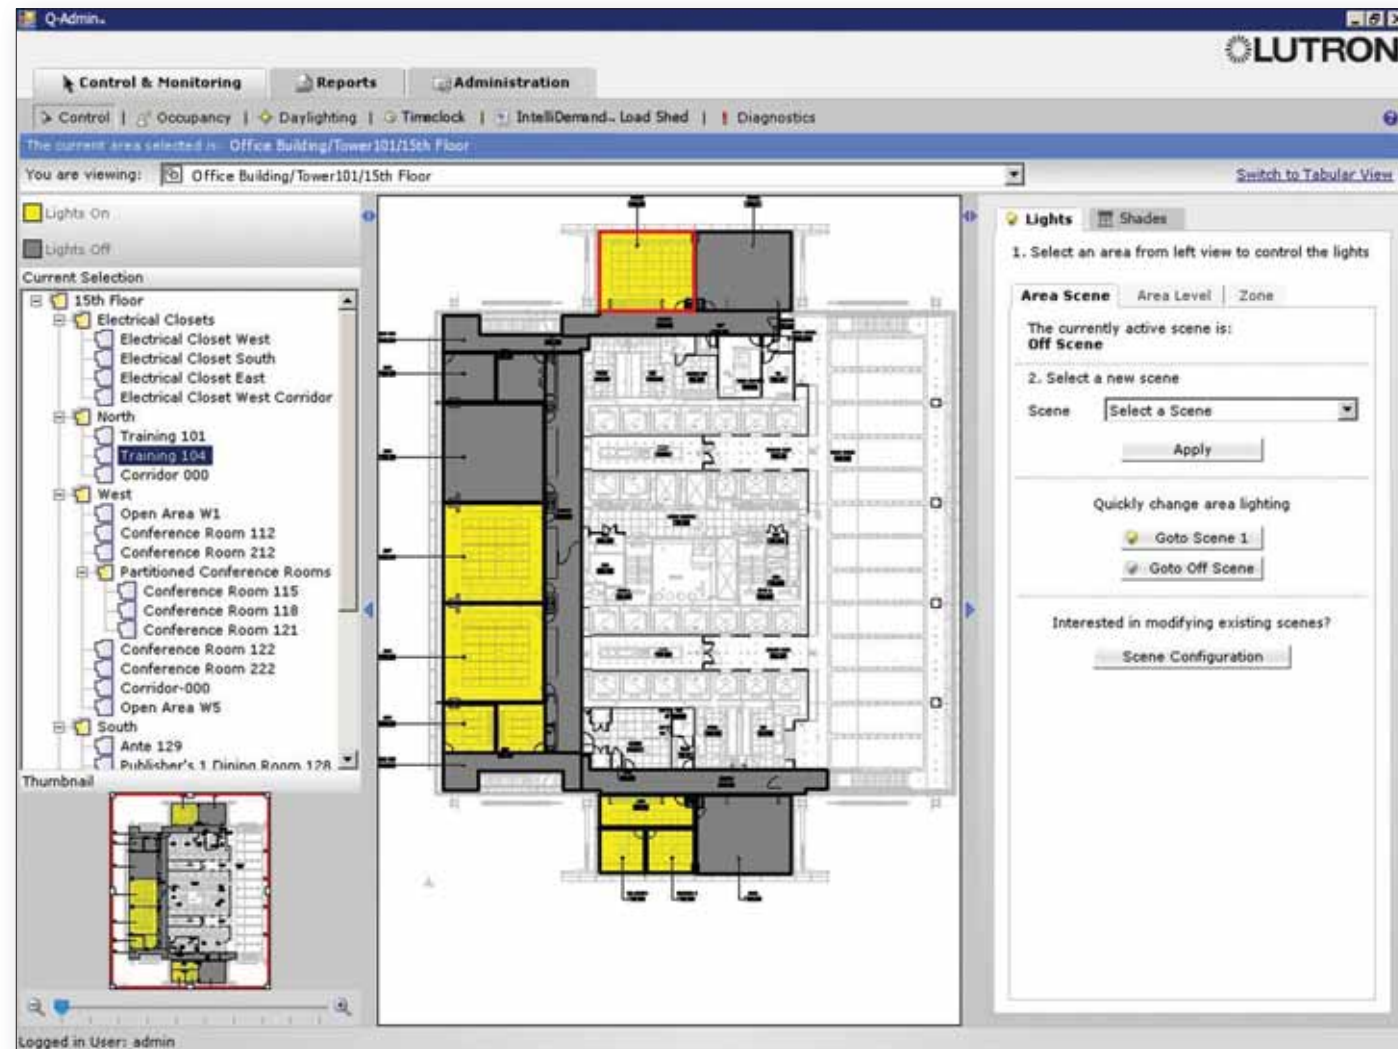 Q-Admin™
LUTRON
Control & Monitoring
Reports
Administration
Control | Occupancy | Daylighting | Timeclock | IntelliDemand™ Load Shed | Diagnostics
The current area selected is: Office Building/Tower101/15th Floor
You are viewing: Office Building/Tower101/15th Floor
Switch to Tabular View
Lights On
Lights Off
Current Selection
15th Floor
Electrical Closets
Electrical Closet West
Electrical Closet South
Electrical Closet East
Electrical Closet West Corridor
North
Training 101
Training 104
Corridor 000
West
Open Area W1
Conference Room 112
Conference Room 212
Partitioned Conference Rooms
Conference Room 115
Conference Room 118
Conference Room 121
Conference Room 122
Conference Room 222
Corridor-000
Open Area W5
South
Ante 129
Publisher's 1 Dining Room 128
Thumbnail
Lights
Shades
1. Select an area from left view to control the lights
Area Scene
Area Level
Zone
The currently active scene is:
Off Scene
2. Select a new scene
Scene Select a Scene
Apply
Quickly change area lighting
Goto Scene 1
Goto Off Scene
Interested in modifying existing scenes?
Scene Configuration
Logged in User: admin